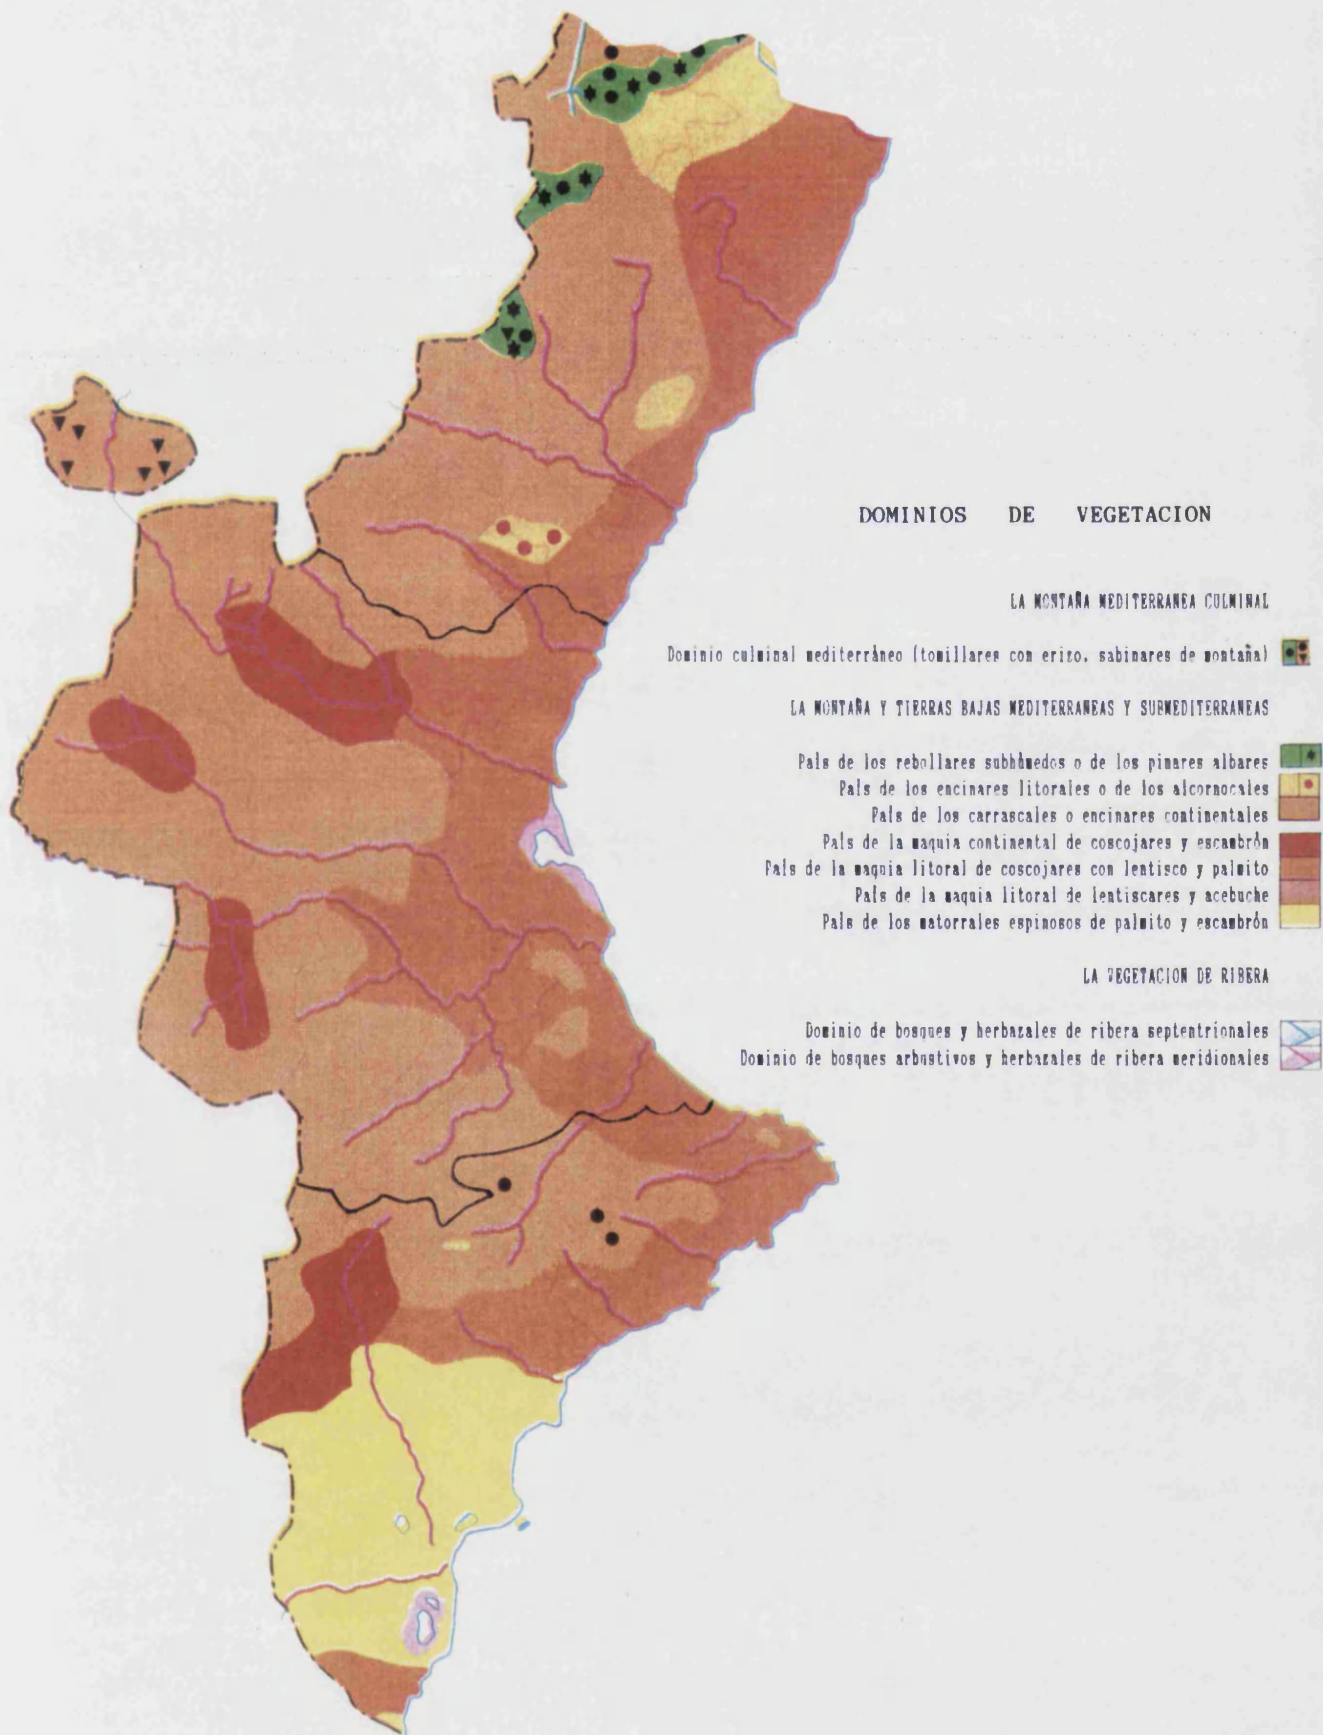 DOMINIOS DE VEGETACION
LA MONTAÑA MEDITERRANEA CULMINAL
Dominio culminal mediterráneo (tomillares con erizo, sabinares de montaña)
LA MONTAÑA Y TIERRAS BAJAS MEDITERRANEAS Y SUBMEDITERRANEAS
País de los rebollares subhúmedos o de los pinares albares
País de los encinares litorales o de los alcornocales
País de los carrascales o encinares continentales
País de la maquia continental de coscojares y escambrón
País de la maquia litoral de coscojares con lentisco y palmito
País de la maquia litoral de lentiscares y acebuche
País de los matorrales espinosos de palmito y escambrón
LA VEGETACION DE RIBERA
Dominio de bosques y herbazales de ribera septentrionales
Dominio de bosques arbustivos y herbazales de ribera meridionales